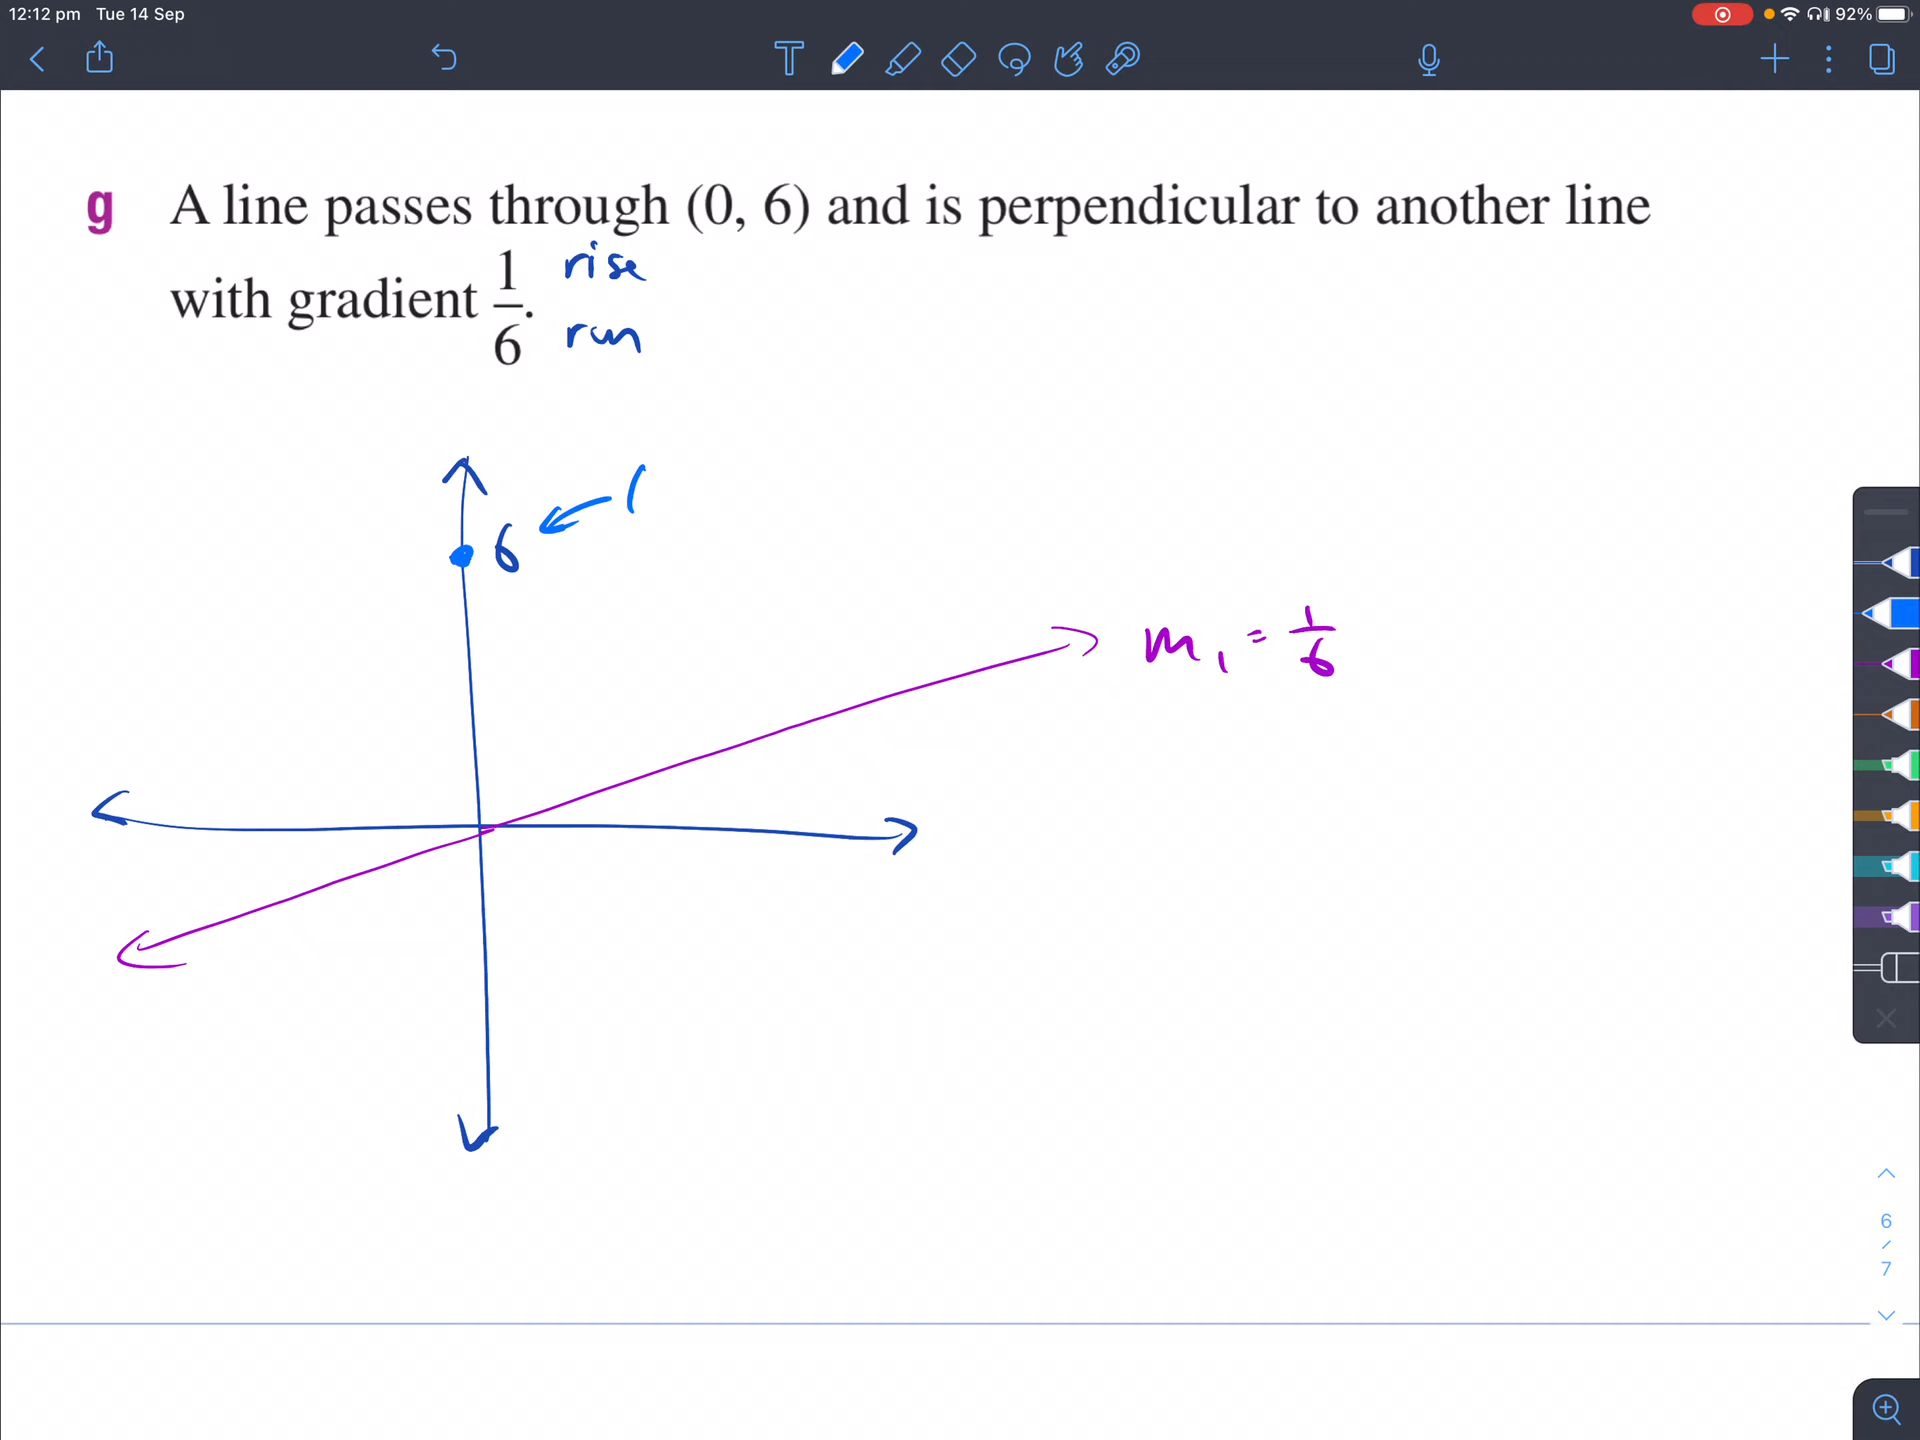 12:12 pm Tue 14 Sep
92%
T
g A line passes through (0, 6) and is perpendicular to another line
with gradient 1/6.
rise
run
(
6
m₁ = 1/6
6
/
7